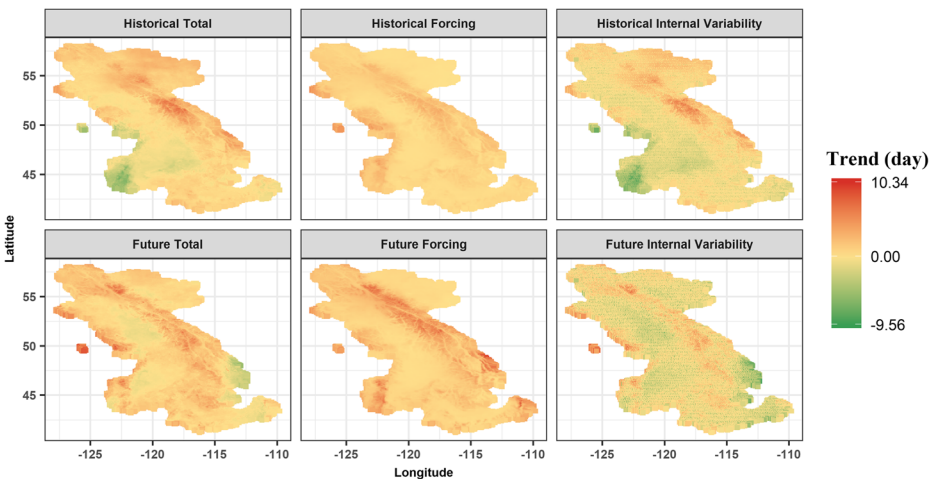 Historical Total
Historical Forcing
Historical Internal Variability
55
50
45
Future Total
Future Forcing
Future Internal Variability
55
50
45
-125
-120
-115
-110
-125
-120
-115
-110
-125
-120
-115
-110
Longitude
Latitude
Trend (day)
10.34
0.00
-9.56